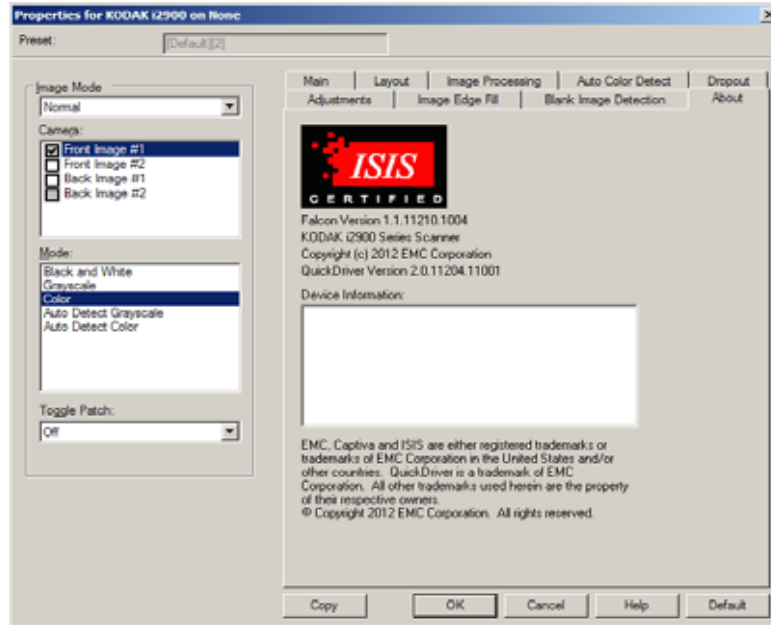 Properties for KODAK i2900 on None
Preset: [Default][2]
Image Mode
Normal
Camera:
Front Image #1
Front Image #2
Back Image #1
Back Image #2
Mode:
Black and White
Grayscale
Color
Auto Detect Grayscale
Auto Detect Color
Toggle Patch:
Off
Main Layout Image Processing Auto Color Detect Dropout
Adjustments Image Edge Fill Blank Image Detection About
ISIS
CERTIFIED
Falcon Version 1.1.11210.1004
KODAK i2900 Series Scanner
Copyright (c) 2012 EMC Corporation
QuickDriver Version 2.0.11204.11001
Device Information:
EMC, Captiva and ISIS are either registered trademarks or
trademarks of EMC Corporation in the United States and/or
other countries. QuickDriver is a trademark of EMC
Corporation. All other trademarks used herein are the property
of their respective owners.
© Copyright 2012 EMC Corporation. All rights reserved.
Copy OK Cancel Help Default